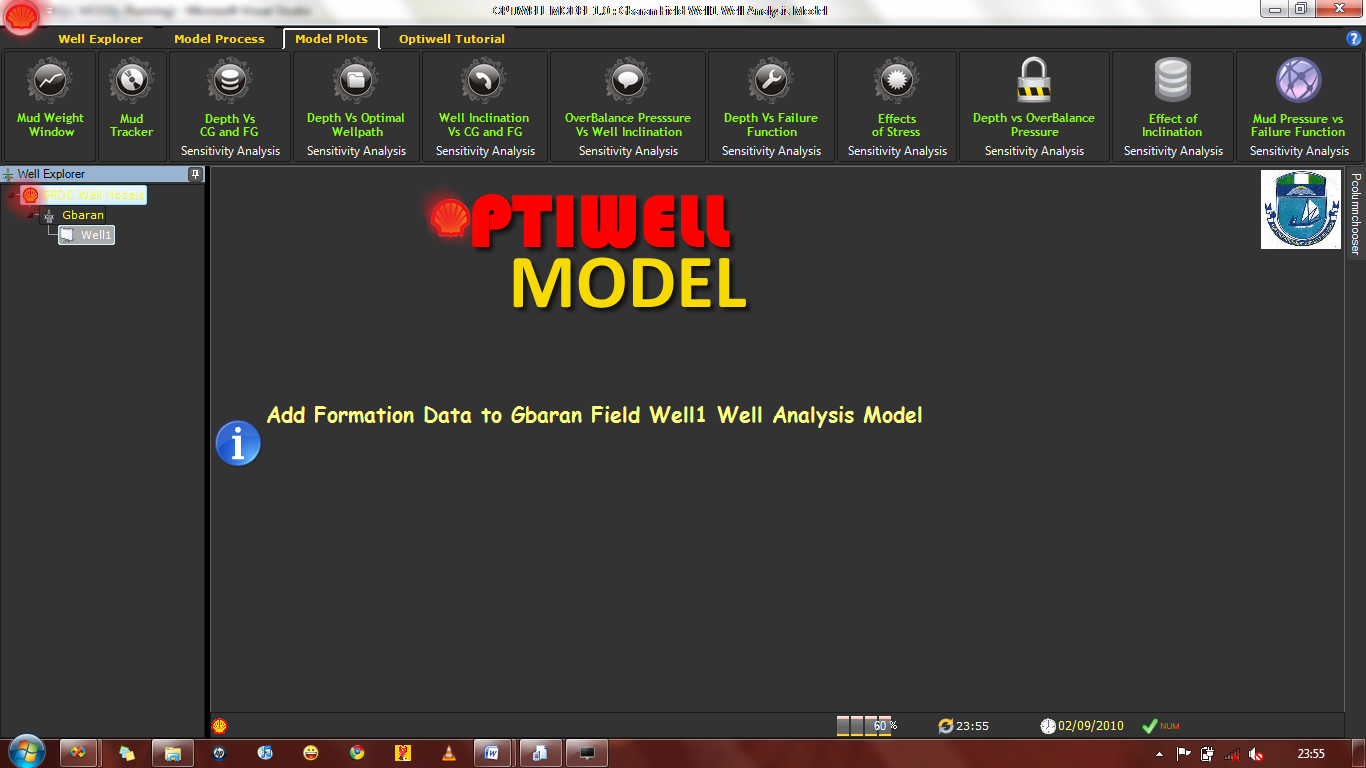 OPTIWELL MODEL 1.0 : Gbaran Field Well1 Well Analysis Model
Well Explorer
Model Process
Model Plots
Optiwell Tutorial
Mud Weight
Window
Mud
Tracker
Depth Vs
CG and FG
Sensitivity Analysis
Depth Vs Optimal
Wellpath
Sensitivity Analysis
Well Inclination
Vs CG and FG
Sensitivity Analysis
OverBalance Presssure
Vs Well Inclination
Sensitivity Analysis
Depth Vs Failure
Function
Sensitivity Analysis
Effects
of Stress
Sensitivity Analysis
Depth vs OverBalance
Pressure
Sensitivity Analysis
Effect of
Inclination
Sensitivity Analysis
Mud Pressure vs
Failure Function
Sensitivity Analysis
Well Explorer
SPDC Well Models
Gbaran
Well1
PTIWELL
MODEL
Pcolumnchooser
Add Formation Data to Gbaran Field Well1 Well Analysis Model
60 %
23:55
02/09/2010
NUM
23:55